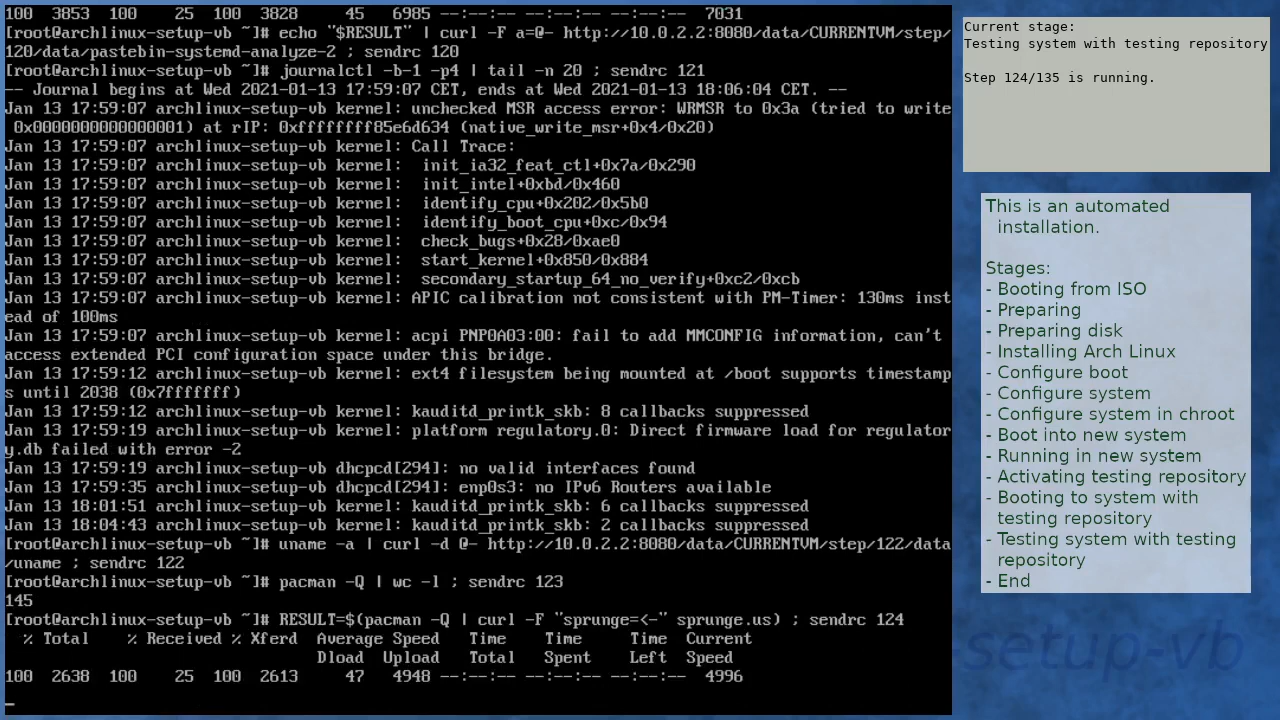 100  3853  100    25  100  3828     45   6985 --:--:-- --:--:-- --:--:--  7031
[root@archlinux-setup-vb ~]# echo "$RESULT" | curl -F a=@- http://10.0.2.2:8080/data/CURRENTVM/step/
120/data/pastebin-systemd-analyze-2 ; sendrc 120
[root@archlinux-setup-vb ~]# journalctl -b-1 -p4 | tail -n 20 ; sendrc 121
-- Journal begins at Wed 2021-01-13 17:59:07 CET, ends at Wed 2021-01-13 18:06:04 CET. --
Jan 13 17:59:07 archlinux-setup-vb kernel: unchecked MSR access error: WRMSR to 0x3a (tried to write
 0x0000000000000001) at rIP: 0xffffffff85e6d634 (native_write_msr+0x4/0x20)
Jan 13 17:59:07 archlinux-setup-vb kernel: Call Trace:
Jan 13 17:59:07 archlinux-setup-vb kernel:  init_ia32_feat_ctl+0x7a/0x290
Jan 13 17:59:07 archlinux-setup-vb kernel:  init_intel+0xbd/0x460
Jan 13 17:59:07 archlinux-setup-vb kernel:  identify_cpu+0x202/0x5b0
Jan 13 17:59:07 archlinux-setup-vb kernel:  identify_boot_cpu+0xc/0x94
Jan 13 17:59:07 archlinux-setup-vb kernel:  check_bugs+0x28/0xae0
Jan 13 17:59:07 archlinux-setup-vb kernel:  start_kernel+0x850/0x884
Jan 13 17:59:07 archlinux-setup-vb kernel:  secondary_startup_64_no_verify+0xc2/0xcb
Jan 13 17:59:07 archlinux-setup-vb kernel: APIC calibration not consistent with PM-Timer: 130ms inst
ead of 100ms
Jan 13 17:59:07 archlinux-setup-vb kernel: acpi PNP0A03:00: fail to add MMCONFIG information, can't
access extended PCI configuration space under this bridge.
Jan 13 17:59:12 archlinux-setup-vb kernel: ext4 filesystem being mounted at /boot supports timestamp
s until 2038 (0x7fffffff)
Jan 13 17:59:12 archlinux-setup-vb kernel: kauditd_printk_skb: 8 callbacks suppressed
Jan 13 17:59:19 archlinux-setup-vb kernel: platform regulatory.0: Direct firmware load for regulator
y.db failed with error -2
Jan 13 17:59:19 archlinux-setup-vb dhcpcd[294]: no valid interfaces found
Jan 13 17:59:35 archlinux-setup-vb dhcpcd[294]: enp0s3: no IPv6 Routers available
Jan 13 18:01:51 archlinux-setup-vb kernel: kauditd_printk_skb: 6 callbacks suppressed
Jan 13 18:04:43 archlinux-setup-vb kernel: kauditd_printk_skb: 2 callbacks suppressed
[root@archlinux-setup-vb ~]# uname -a | curl -d @- http://10.0.2.2:8080/data/CURRENTVM/step/122/data
/uname ; sendrc 122
[root@archlinux-setup-vb ~]# pacman -Q | wc -l ; sendrc 123
145
[root@archlinux-setup-vb ~]# RESULT=$(pacman -Q | curl -F "sprunge=<-" sprunge.us) ; sendrc 124
  % Total    % Received % Xferd  Average Speed   Time    Time     Time  Current
                                 Dload  Upload   Total   Spent    Left  Speed
100  2638  100    25  100  2613     47   4948 --:--:-- --:--:-- --:--:--  4996
_
Current stage:
Testing system with testing repository
Step 124/135 is running.
This is an automated
installation.
Stages:
- Booting from ISO
- Preparing
- Preparing disk
- Installing Arch Linux
- Configure boot
- Configure system
- Configure system in chroot
- Boot into new system
- Running in new system
- Activating testing repository
- Booting to system with
testing repository
- Testing system with testing
repository
- End
-setup-vb